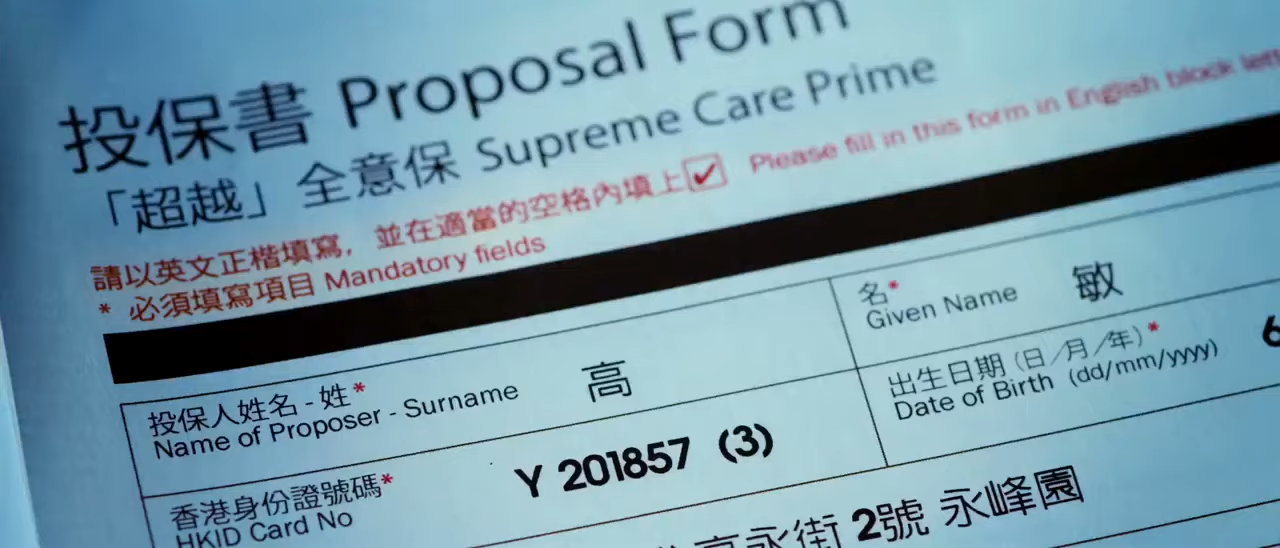 投保書 Proposal Form
「超越」全意保 Supreme Care Prime
請以英文正楷填寫，並在適當的空格內填上☑ Please fill in this form in English block
* 必須填寫項目 Mandatory fields
投保人姓名 - 姓* 高
Name of Proposer - Surname
名* 敏
Given Name
香港身份證號碼* Y 201857 (3)
HKID Card No
出生日期（日／月／年）*
Date of Birth (dd/mm/yyyy)
永街 2號 永峰園